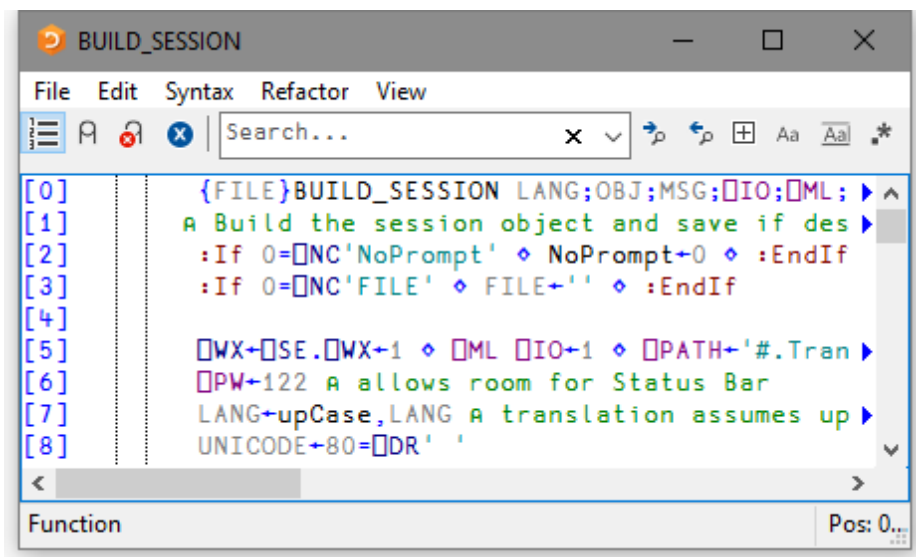 BUILD_SESSION
File Edit Syntax Refactor View
Search... Aa Aa .*
[0] {FILE}BUILD_SESSION LANG;OBJ;MSG;⎕IO;⎕ML;
[1] ⍝ Build the session object and save if des
[2] :If 0=⎕NC'NoPrompt' ⋄ NoPrompt←0 ⋄ :EndIf
[3] :If 0=⎕NC'FILE' ⋄ FILE←'' ⋄ :EndIf
[4]
[5] ⎕WX←⎕SE.⎕WX←1 ⋄ ⎕ML ⎕IO←1 ⋄ ⎕PATH←'#.Tran
[6] ⎕PW←122 ⍝ allows room for Status Bar
[7] LANG←upCase,LANG ⍝ translation assumes up
[8] UNICODE←80=⎕DR' '
Function Pos: 0...